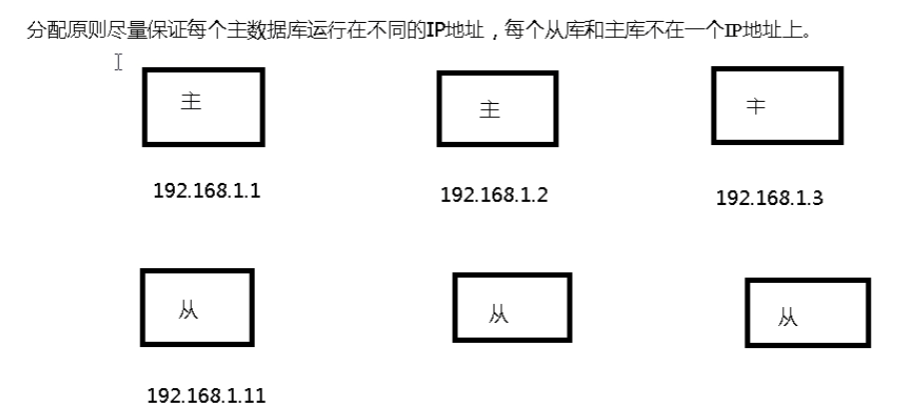 分配原则尽量保证每个主数据库运行在不同的IP地址，每个从库和主库不在一个IP地址上。
主 主 主
192.168.1.1 192.168.1.2 192.168.1.3
从 从 从
192.168.1.11